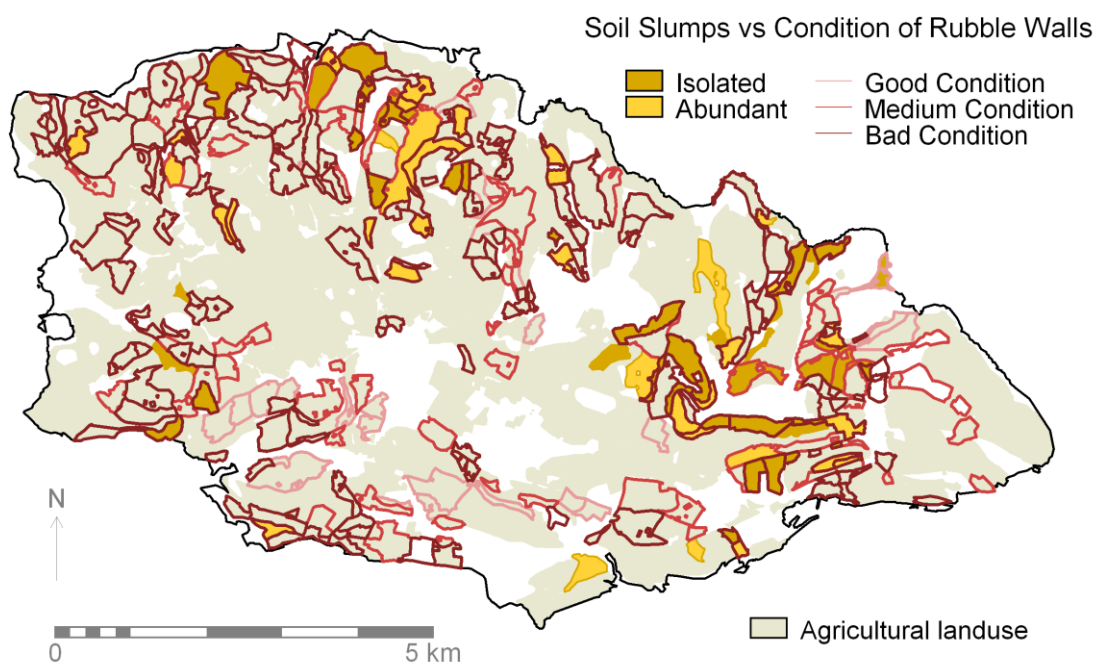 Soil Slumps vs Condition of Rubble Walls
Isolated
Abundant
Good Condition
Medium Condition
Bad Condition
N
0
5 km
Agricultural landuse